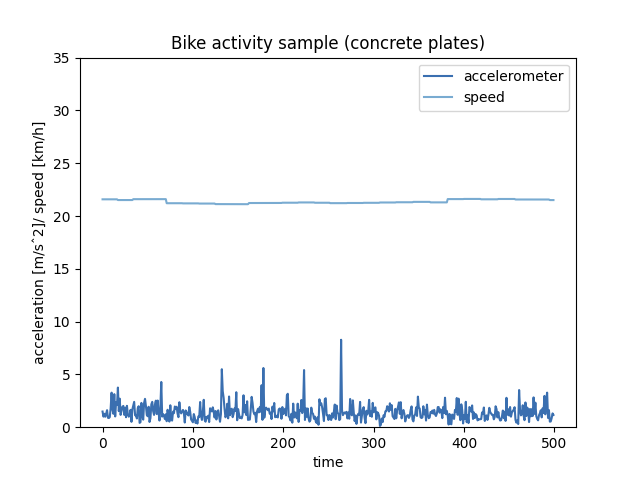 Bike activity sample (concrete plates)
accelerometer
speed
acceleration [m/sˆ2]/ speed [km/h]
35
30
25
20
15
10
5
0
0 100 200 300 400 500
time